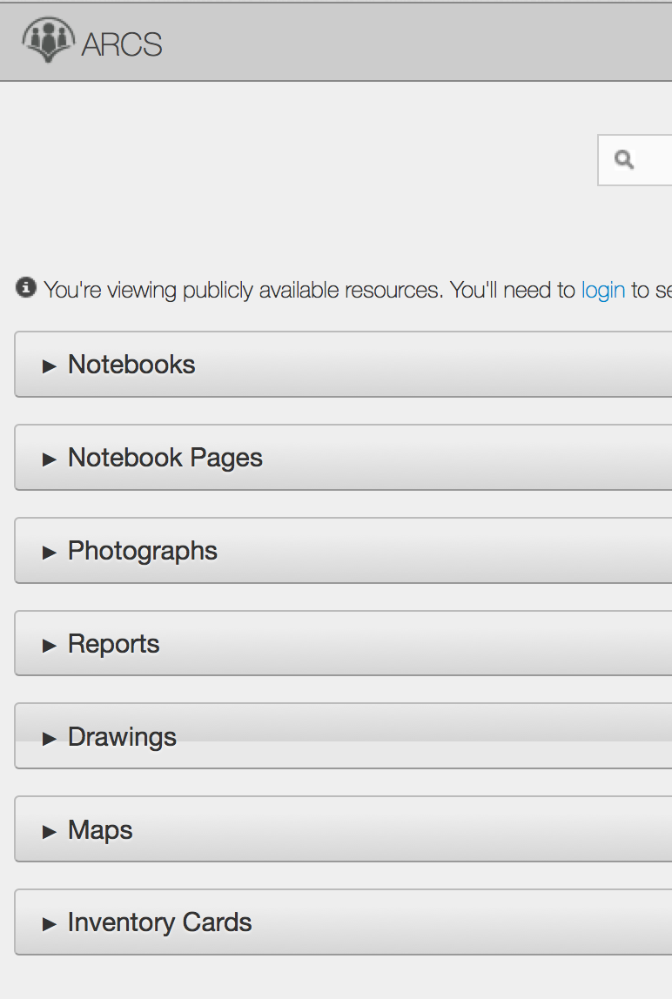 ARCS
You're viewing publicly available resources. You'll need to login to se
Notebooks
Notebook Pages
Photographs
Reports
Drawings
Maps
Inventory Cards